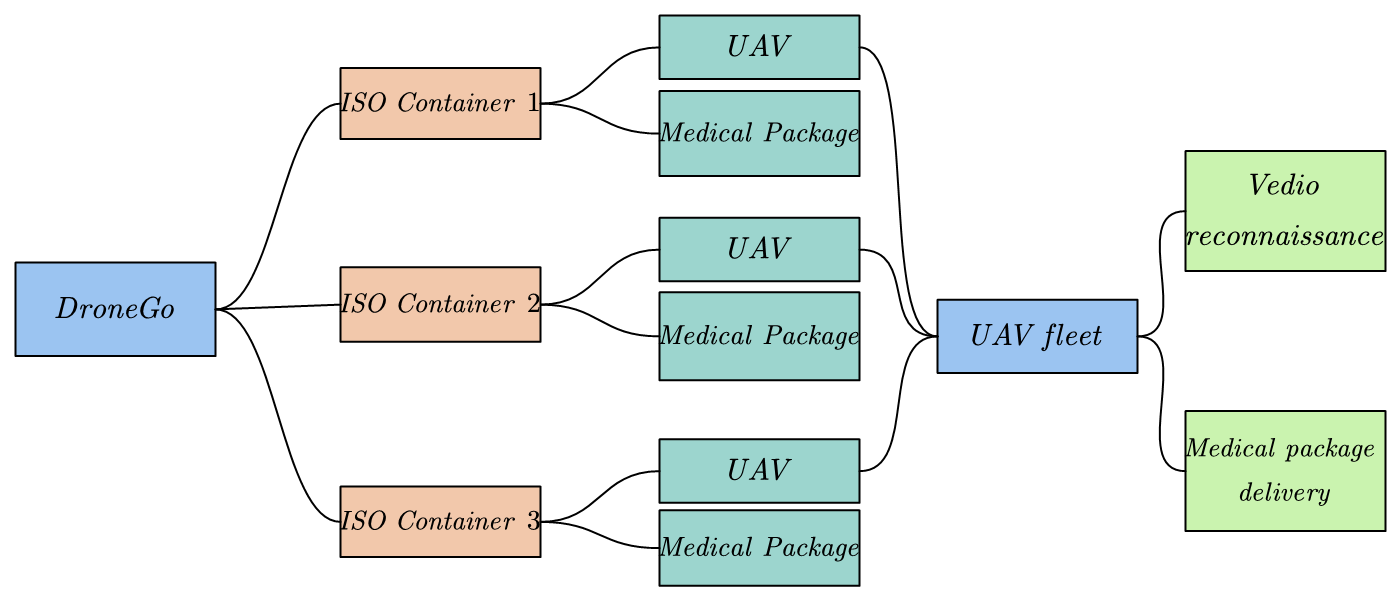 DroneGo
ISO Container 1
ISO Container 2
ISO Container 3
UAV
Medical Package
UAV
Medical Package
UAV
Medical Package
UAV fleet
Vedio
reconnaissance
Medical package
delivery